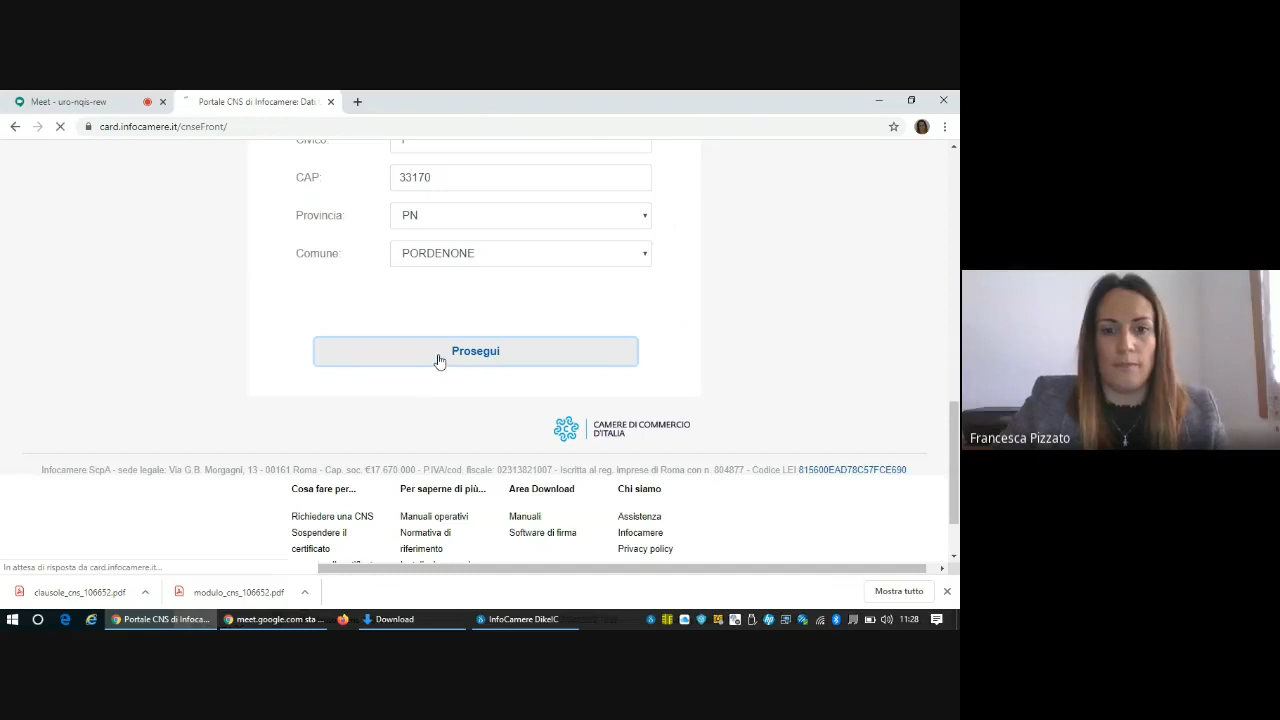 Meet - uro-nqis-rew
Portale CNS di Infocamere: Dati
card.infocamere.it/cnseFront/
Civico:
CAP: 33170
Provincia: PN
Comune: PORDENONE
Prosegui
CAMERE DI COMMERCIO
D'ITALIA
Infocamere ScpA - sede legale: Via G.B. Morgagni, 13 - 00161 Roma - Cap. soc. €17 670 000 - P.IVA/cod. fiscale: 02313821007 - Iscritta al reg. imprese di Roma con n. 804877 - Codice LEI 815600EAD78C57FCE690
Cosa fare per... Per saperne di più... Area Download Chi siamo
Richiedere una CNS Manuali operativi Manuali Assistenza
Sospendere il Normativa di Software di firma Infocamere
certificato riferimento Privacy policy
In attesa di risposta da card.infocamere.it...
clausole_cns_106652.pdf modulo_cns_106652.pdf Mostra tutto
Portale CNS di Infoca... meet.google.com sta ... Download InfoCamere DikeIC 11:28
Francesca Pizzato